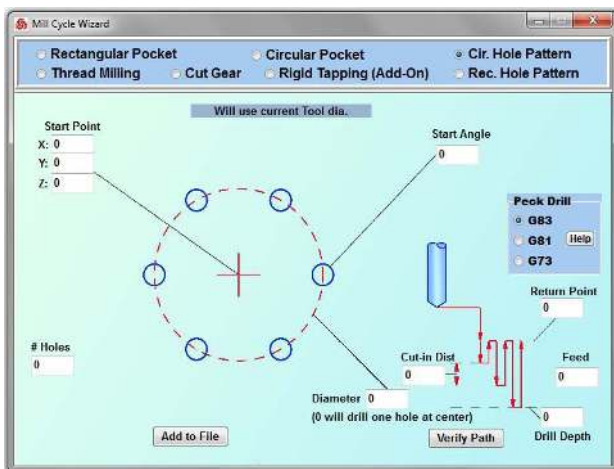 Mill Cycle Wizard
Rectangular Pocket
Circular Pocket
Cir. Hole Pattern
Thread Milling
Cut Gear
Rigid Tapping (Add-On)
Rec. Hole Pattern
Will use current Tool dia.
Start Point
X: 0
Y: 0
Z: 0
Start Angle
0
Peck Drill
G83
G81
Help
G73
Return Point
0
# Holes
0
Cut-in Dist
0
Feed
0
Diameter 0
(0 will drill one hole at center)
0
Drill Depth
Add to File
Verify Path